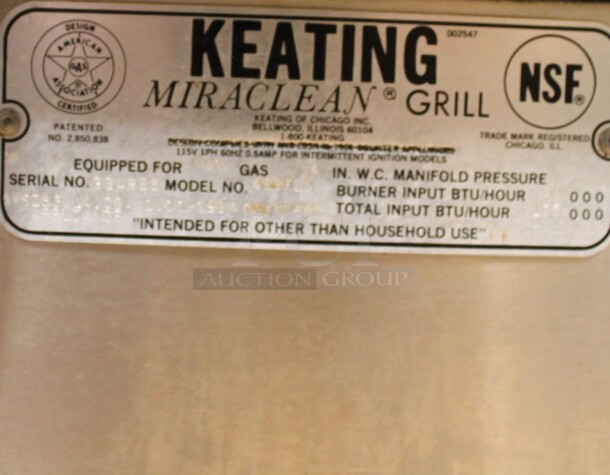 DESIGN
AMERICAN
GAS
ASSOCIATION
CERTIFIED
KEATING
002547
MIRACLEAN ® GRILL
NSF®
KEATING OF CHICAGO INC.
BELLWOOD, ILLINOIS 60104
1-800-KEATING
PATENTED
NO. 2,850,838
TRADE MARK REGISTERED
CHICAGO, ILL.
115V 1PH 60HZ 0.5AMP FOR INTERMITTENT IGNITION MODELS
EQUIPPED FOR GAS IN. W.C. MANIFOLD PRESSURE
SERIAL NO. MODEL NO. BURNER INPUT BTU/HOUR 000
TOTAL INPUT BTU/HOUR 000
"INTENDED FOR OTHER THAN HOUSEHOLD USE"
AUCTION GROUP